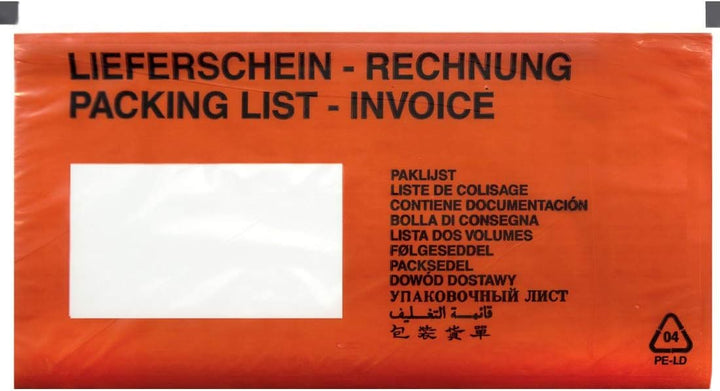 LIEFERSCHEIN - RECHNUNG
PACKING LIST - INVOICE
PAKLIJST
LISTE DE COLISAGE
CONTIENE DOCUMENTACIÓN
BOLLA DI CONSEGNA
LISTA DOS VOLUMES
FØLGESEDDEL
PACKSEDEL
DOWÓD DOSTAWY
УПАКОВОЧНЫЙ ЛИСТ
قائمة التغليف
包裝貨單
04
PE-LD